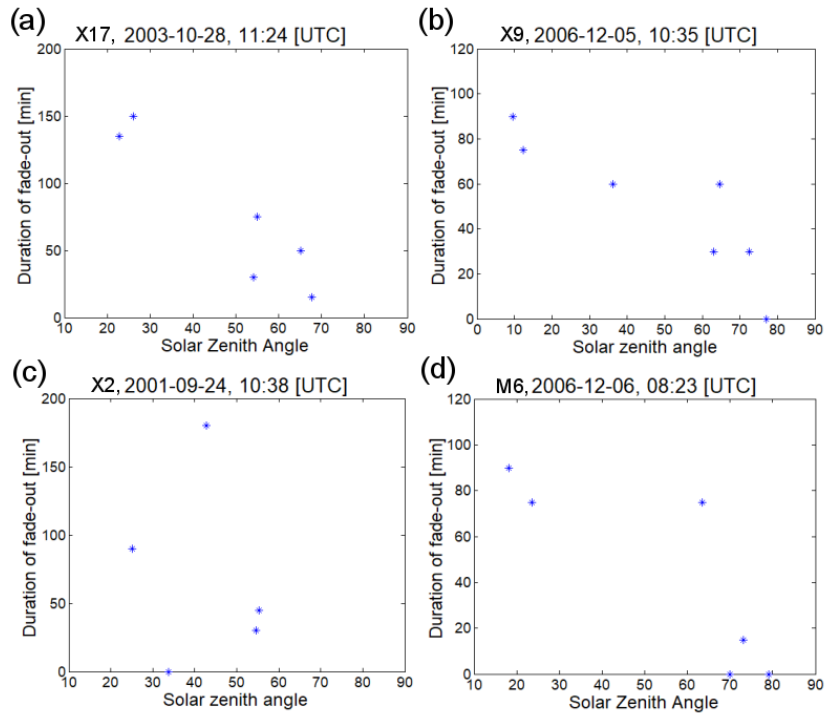 (a)
X17, 2003-10-28, 11:24 [UTC]
Duration of fade-out [min]
200
150
100
50
0
10 20 30 40 50 60 70 80 90
Solar Zenith Angle
(b)
X9, 2006-12-05, 10:35 [UTC]
Duration of fade-out [min]
120
100
80
60
40
20
0
0 10 20 30 40 50 60 70 80 90
Solar zenith angle
(c)
X2, 2001-09-24, 10:38 [UTC]
Duration of fade-out [min]
200
150
100
50
0
10 20 30 40 50 60 70 80 90
Solar zenith angle
(d)
M6, 2006-12-06, 08:23 [UTC]
Duration of fade-out [min]
120
100
80
60
40
20
0
10 20 30 40 50 60 70 80 90
Solar Zenith Angle